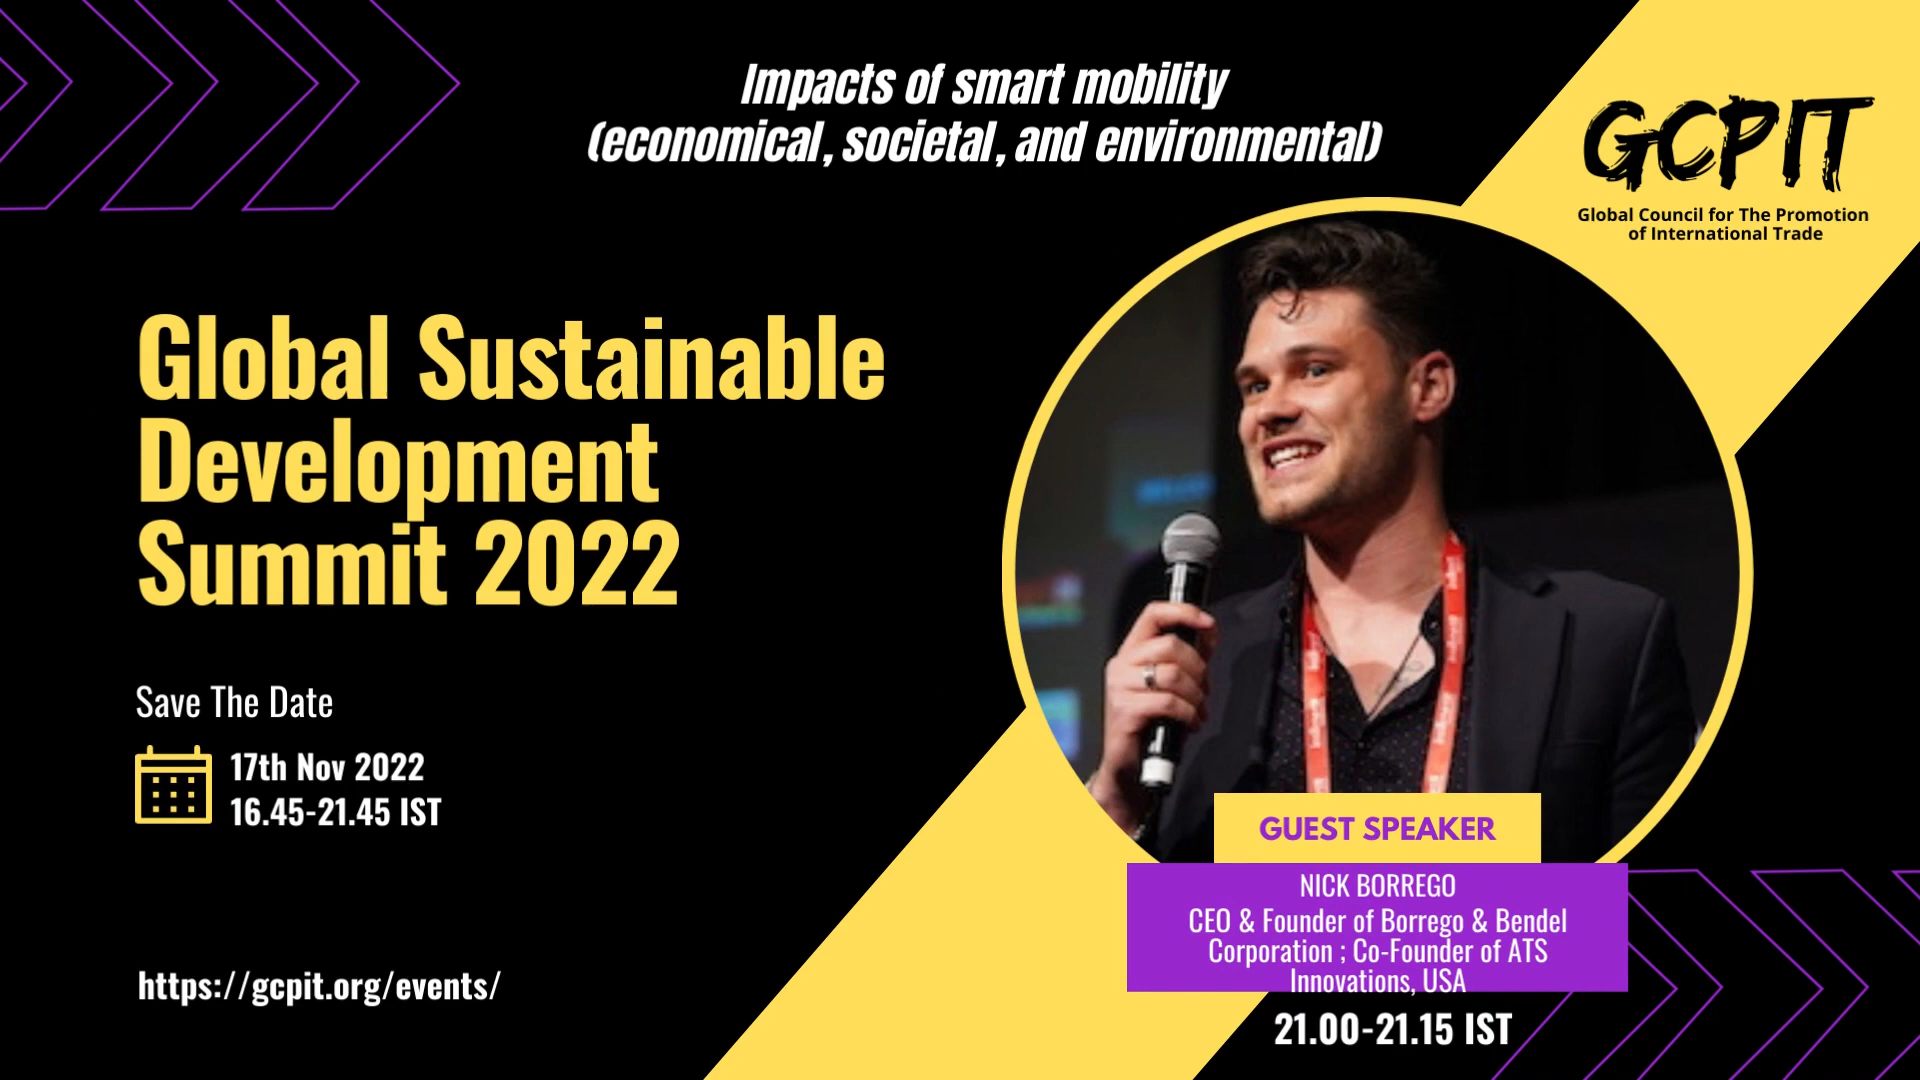 Impacts of smart mobility
(economical, societal, and environmental)
GCPIT
Global Council for The Promotion
of International Trade
Global Sustainable
Development
Summit 2022
Save The Date
17th Nov 2022
16.45-21.45 IST
https://gcpit.org/events/
GUEST SPEAKER
NICK BORREGO
CEO & Founder of Borrego & Bendel
Corporation ; Co-Founder of ATS
Innovations, USA
21.00-21.15 IST